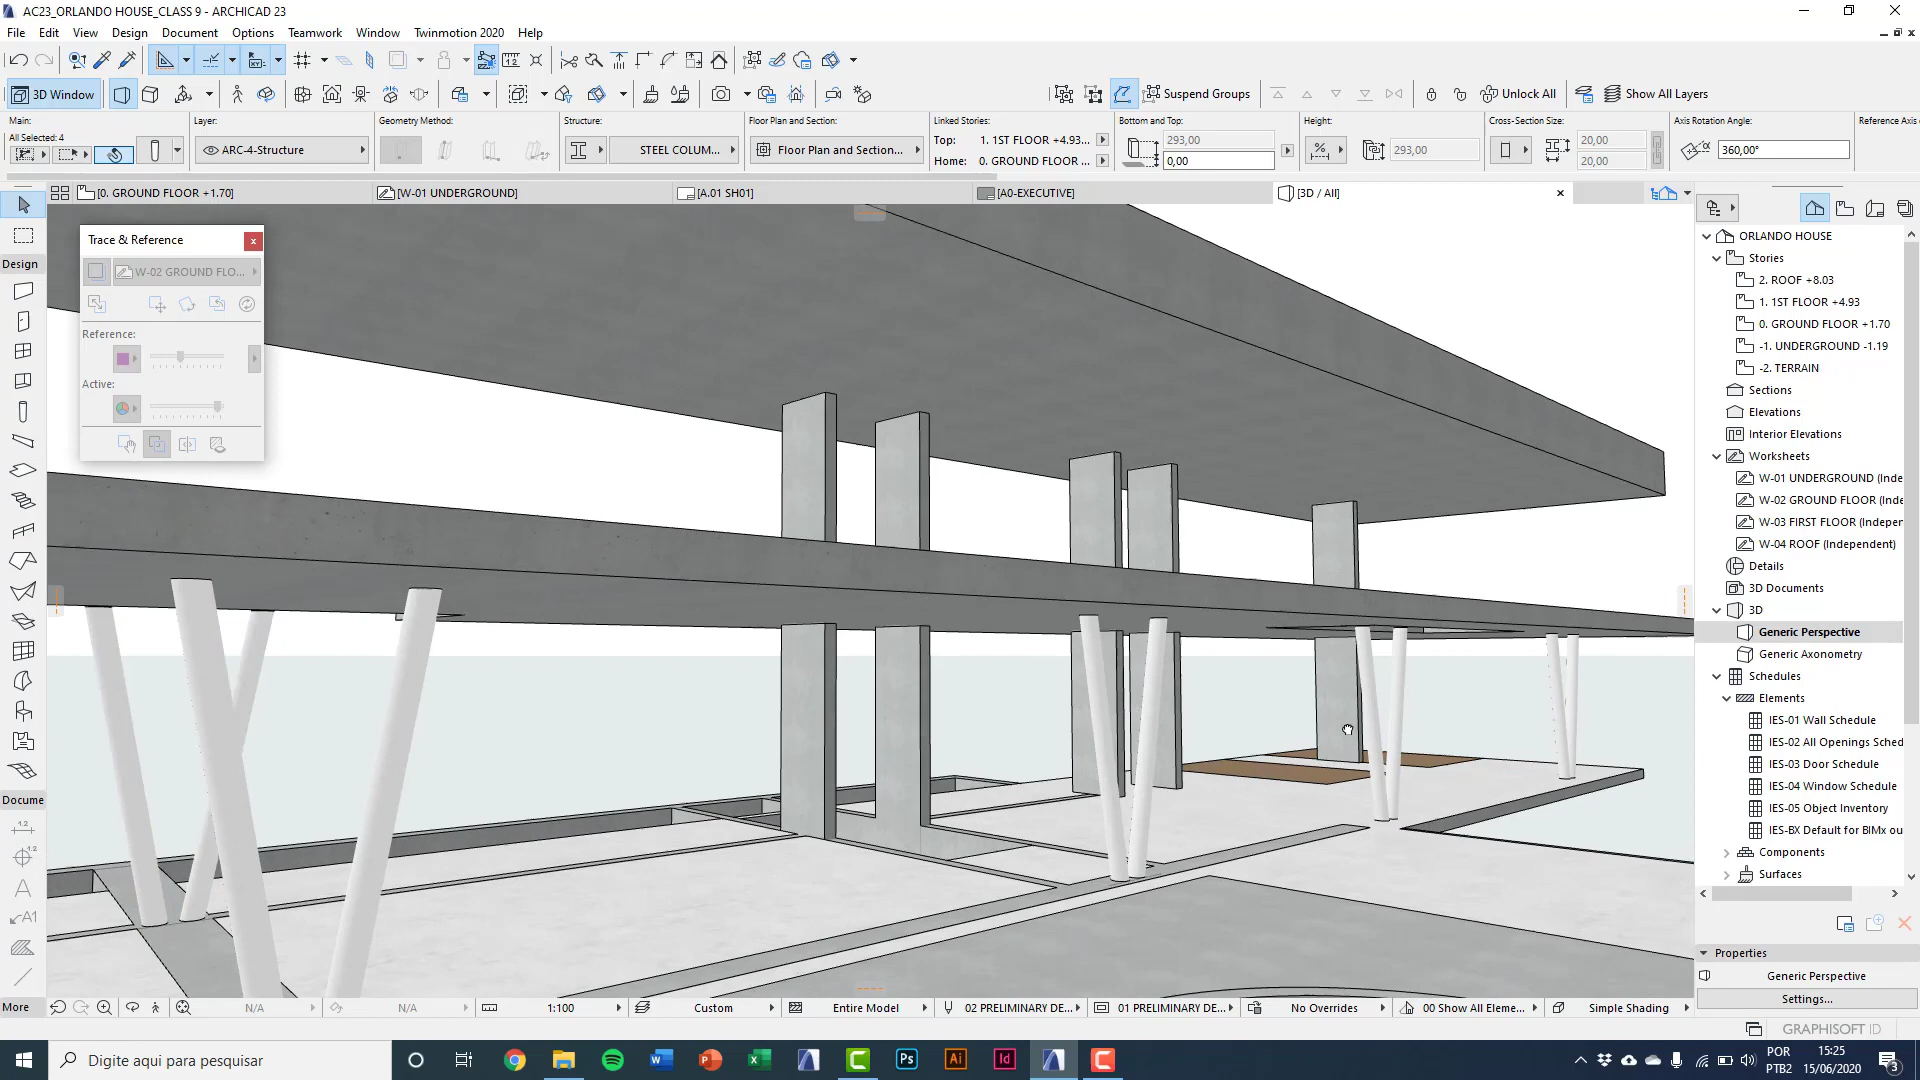 AC23_ORLANDO HOUSE_CLASS 9 - ARCHICAD 23
File Edit View Design Document Options Teamwork Window Twinmotion 2020 Help
3D Window
Suspend Groups
Unlock All
Show All Layers
Main:
All Selected: 4
Layer:
ARC-4-Structure
Geometry Method:
Structure:
STEEL COLUM...
Floor Plan and Section:
Floor Plan and Section...
Linked Stories:
Top: 1. 1ST FLOOR +4.93...
Home: 0. GROUND FLOOR ...
Bottom and Top:
293,00
0,00
Height:
293,00
Cross-Section Size:
20,00
20,00
Axis Rotation Angle:
360,00°
Reference Axis
[0. GROUND FLOOR +1.70]
[W-01 UNDERGROUND]
[A.01 SH01]
[A0-EXECUTIVE]
[3D / All]
Design
Trace & Reference
W-02 GROUND FLO...
Reference:
Active:
Docume
1.2
1.2
A
A1
More
ORLANDO HOUSE
Stories
2. ROOF +8.03
1. 1ST FLOOR +4.93
0. GROUND FLOOR +1.70
-1. UNDERGROUND -1.19
-2. TERRAIN
Sections
Elevations
Interior Elevations
Worksheets
W-01 UNDERGROUND (Inde
W-02 GROUND FLOOR (Inde
W-03 FIRST FLOOR (Indeper
W-04 ROOF (Independent)
Details
3D Documents
3D
Generic Perspective
Generic Axonometry
Schedules
Elements
IES-01 Wall Schedule
IES-02 All Openings Sched
IES-03 Door Schedule
IES-04 Window Schedule
IES-05 Object Inventory
IES-BX Default for BIMx ou
Components
Surfaces
Properties
Generic Perspective
Settings...
N/A
N/A
1:100
Custom
Entire Model
02 PRELIMINARY DE...
01 PRELIMINARY DE...
No Overrides
00 Show All Eleme...
Simple Shading
GRAPHISOFT ID
Digite aqui para pesquisar
POR
PTB2
15:25
15/06/2020
3